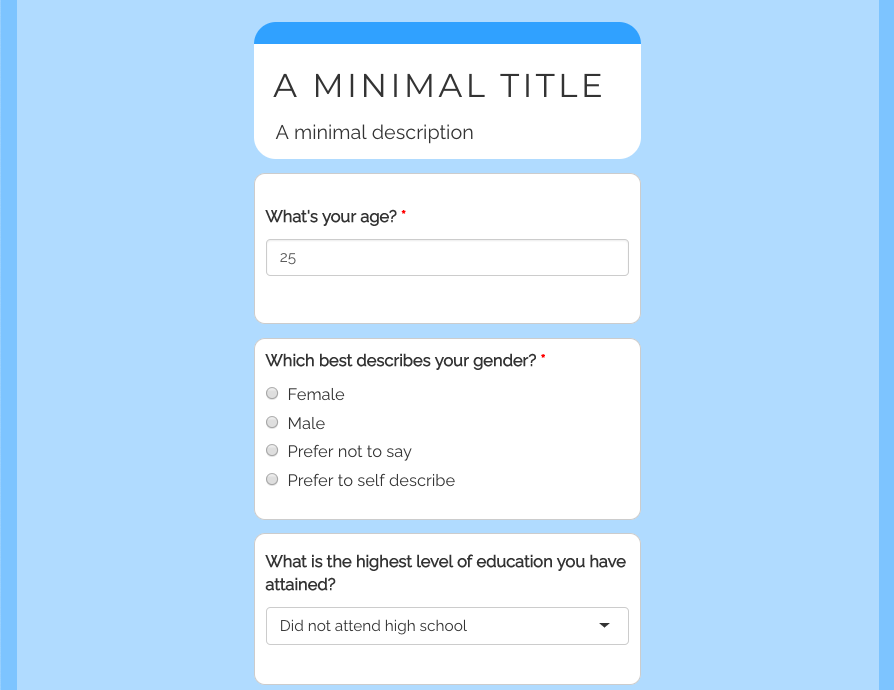 A MINIMAL TITLE
A minimal description
What's your age? *
25
Which best describes your gender? *
Female
Male
Prefer not to say
Prefer to self describe
What is the highest level of education you have
attained?
Did not attend high school